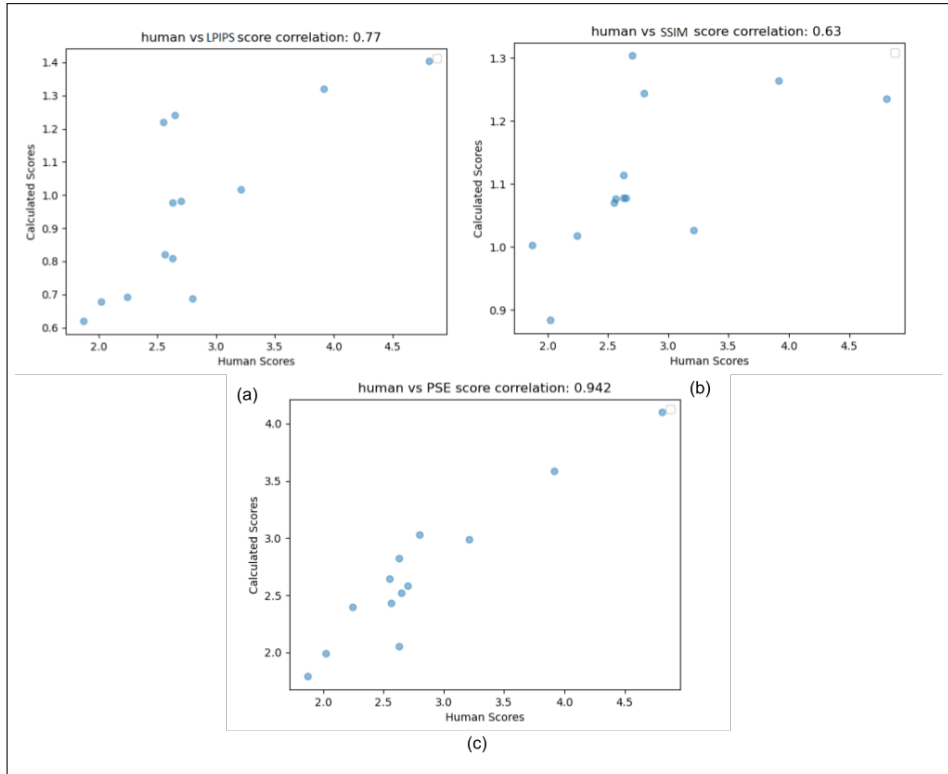 human vs LPIPS score correlation: 0.77
1.4
1.3
1.2
1.1
1.0
0.9
0.8
0.7
0.6
Calculated Scores
2.0 2.5 3.0 3.5 4.0 4.5
Human Scores
(a)
human vs SSIM score correlation: 0.63
1.3
1.2
1.1
1.0
0.9
Calculated Scores
2.0 2.5 3.0 3.5 4.0 4.5
Human Scores
(b)
human vs PSE score correlation: 0.942
4.0
3.5
3.0
2.5
2.0
Calculated Scores
2.0 2.5 3.0 3.5 4.0 4.5
Human Scores
(c)